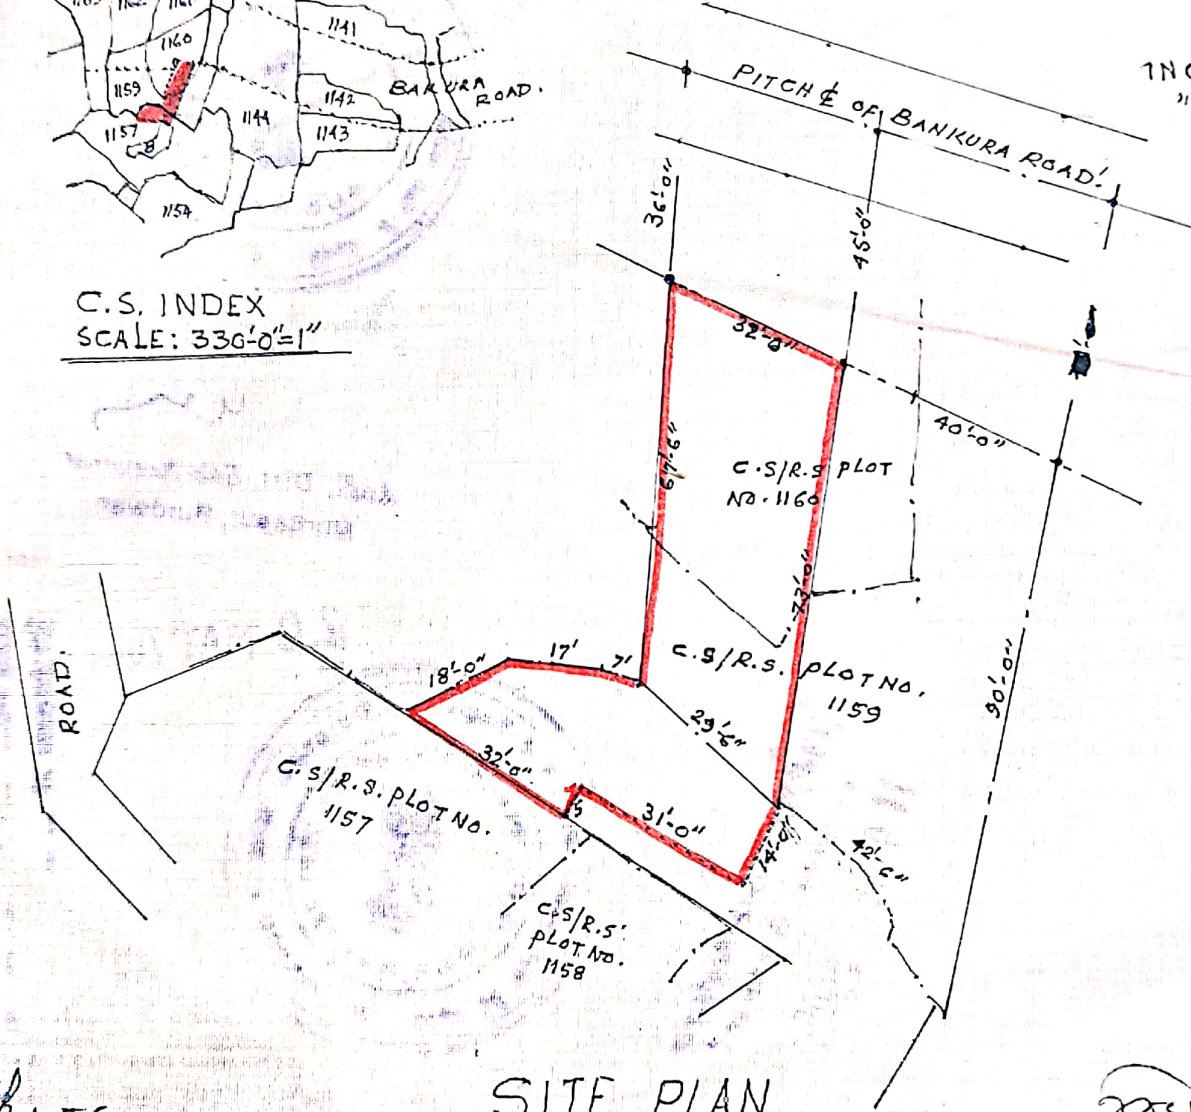 1160
1141
1159
BANKURA
ROAD.
1142
1144
1143
1157
B
1154
C.S. INDEX
SCALE: 330'-0"=1"
PITCH ₵ OF BANKURA ROAD.
36'-0"
45'-0"
32'-0"
40'-0"
67'-6"
C.S/R.S PLOT
NO. 1160
73'-0"
C.S/R.S. PLOT NO.
1159
90'-0"
ROAD.
18'-0"
17'
7'
29'-6"
32'-0"
5'
31'-0"
14'-0"
42'-6"
C.S/R.S. PLOT NO.
1157
C.S/R.S.
PLOT NO.
1158
SITE PLAN